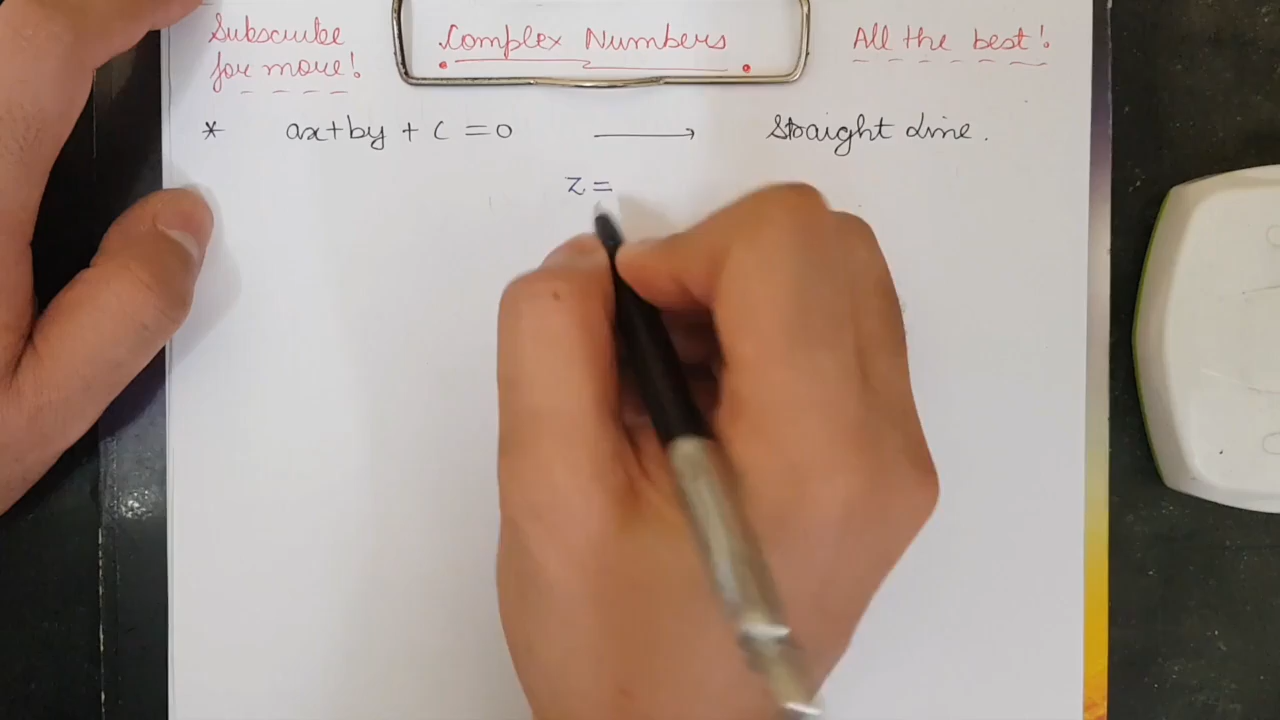 Subscribe for more!
Complex Numbers
All the best!
* ax+by + c = 0 → Straight Line.
z =